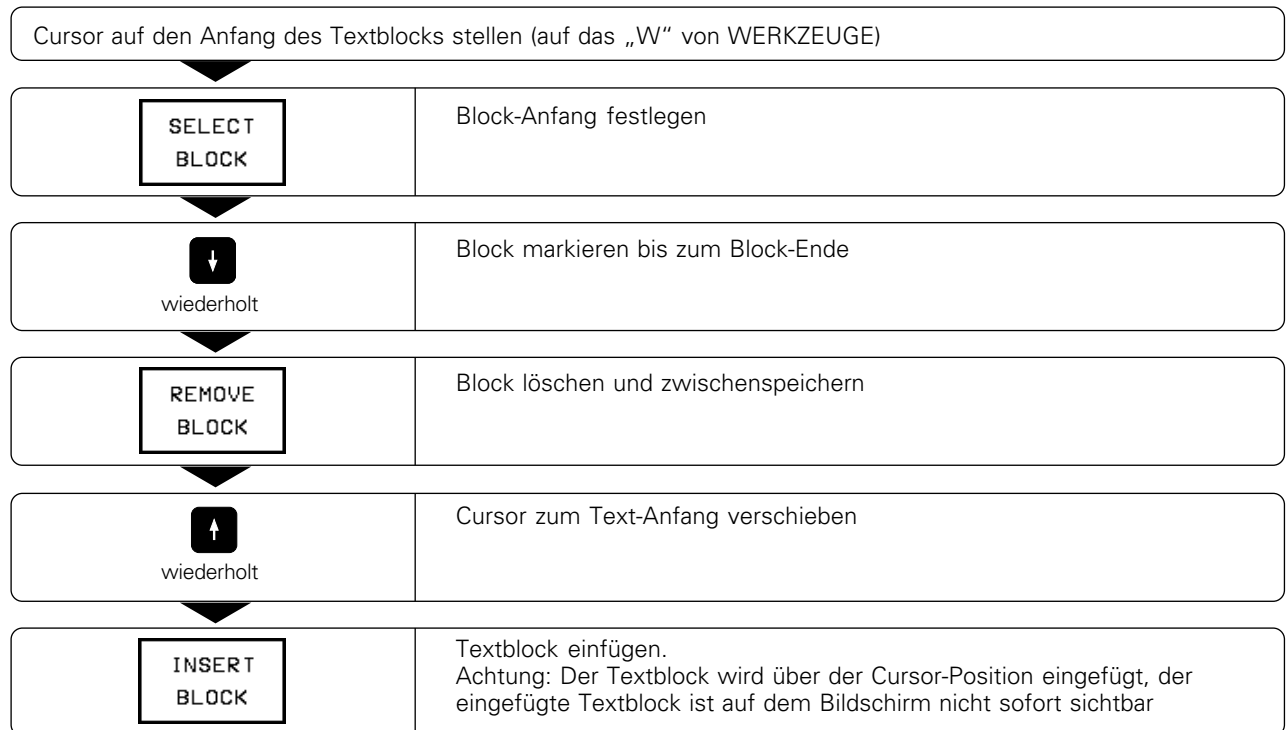 Cursor auf den Anfang des Textblocks stellen (auf das „W“ von WERKZEUGE)
SELECT
BLOCK
Block-Anfang festlegen
wiederholt
Block markieren bis zum Block-Ende
REMOVE
BLOCK
Block löschen und zwischenspeichern
wiederholt
Cursor zum Text-Anfang verschieben
INSERT
BLOCK
Textblock einfügen.
Achtung: Der Textblock wird über der Cursor-Position eingefügt, der
eingefügte Textblock ist auf dem Bildschirm nicht sofort sichtbar